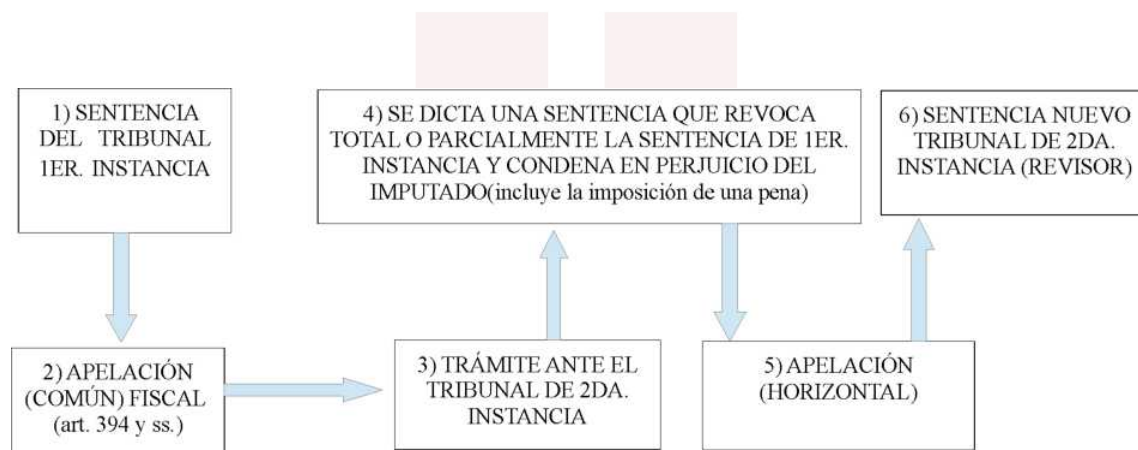 1) SENTENCIA
DEL TRIBUNAL
1ER. INSTANCIA
2) APELACIÓN
(COMÚN) FISCAL
(art. 394 y ss.)
3) TRÁMITE ANTE EL
TRIBUNAL DE 2DA.
INSTANCIA
4) SE DICTA UNA SENTENCIA QUE REVOCA
TOTAL O PARCIALMENTE LA SENTENCIA DE 1ER.
INSTANCIA Y CONDENA EN PERJUICIO DEL
IMPUTADO(incluye la imposición de una pena)
5) APELACIÓN
(HORIZONTAL)
6) SENTENCIA NUEVO
TRIBUNAL DE 2DA.
INSTANCIA (REVISOR)